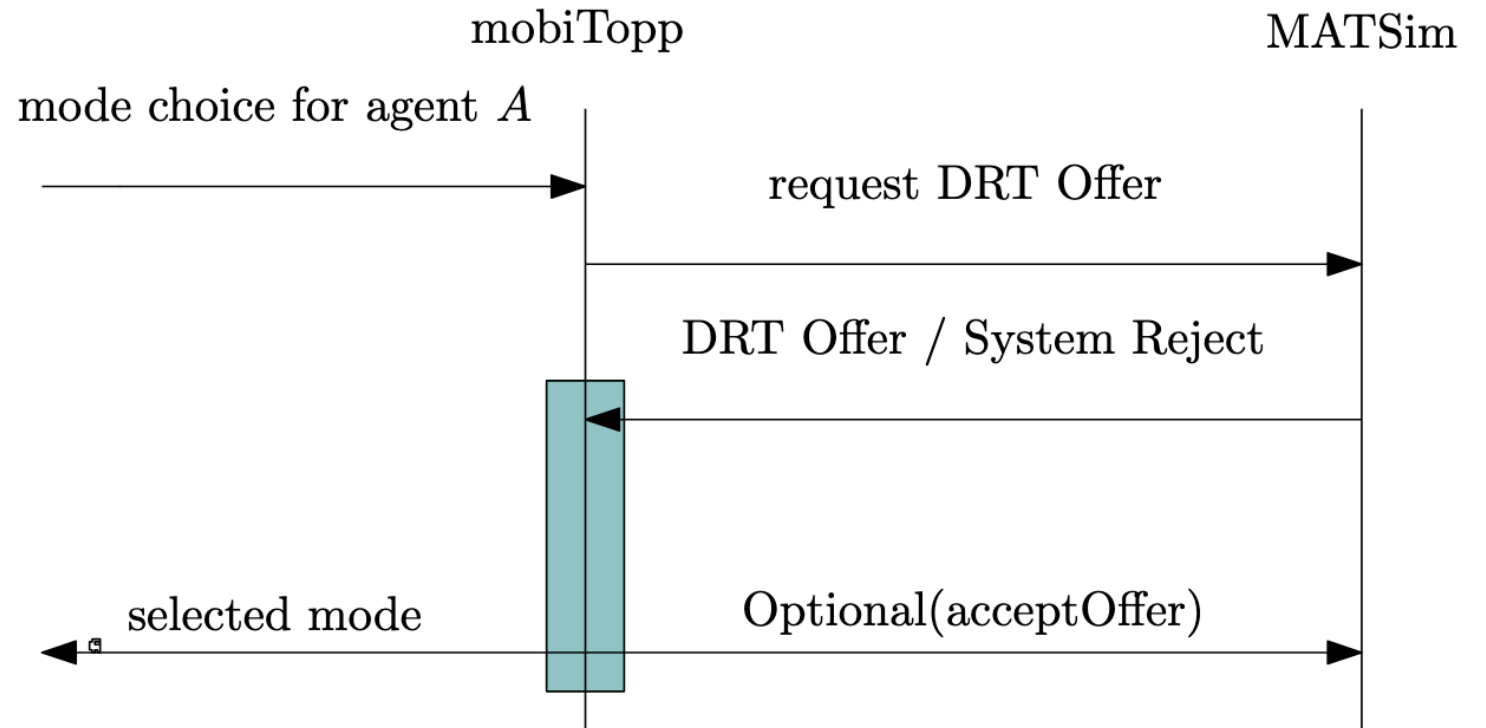 mobiTopp
MATSim
mode choice for agent A
request DRT Offer
DRT Offer / System Reject
selected mode
Optional(acceptOffer)